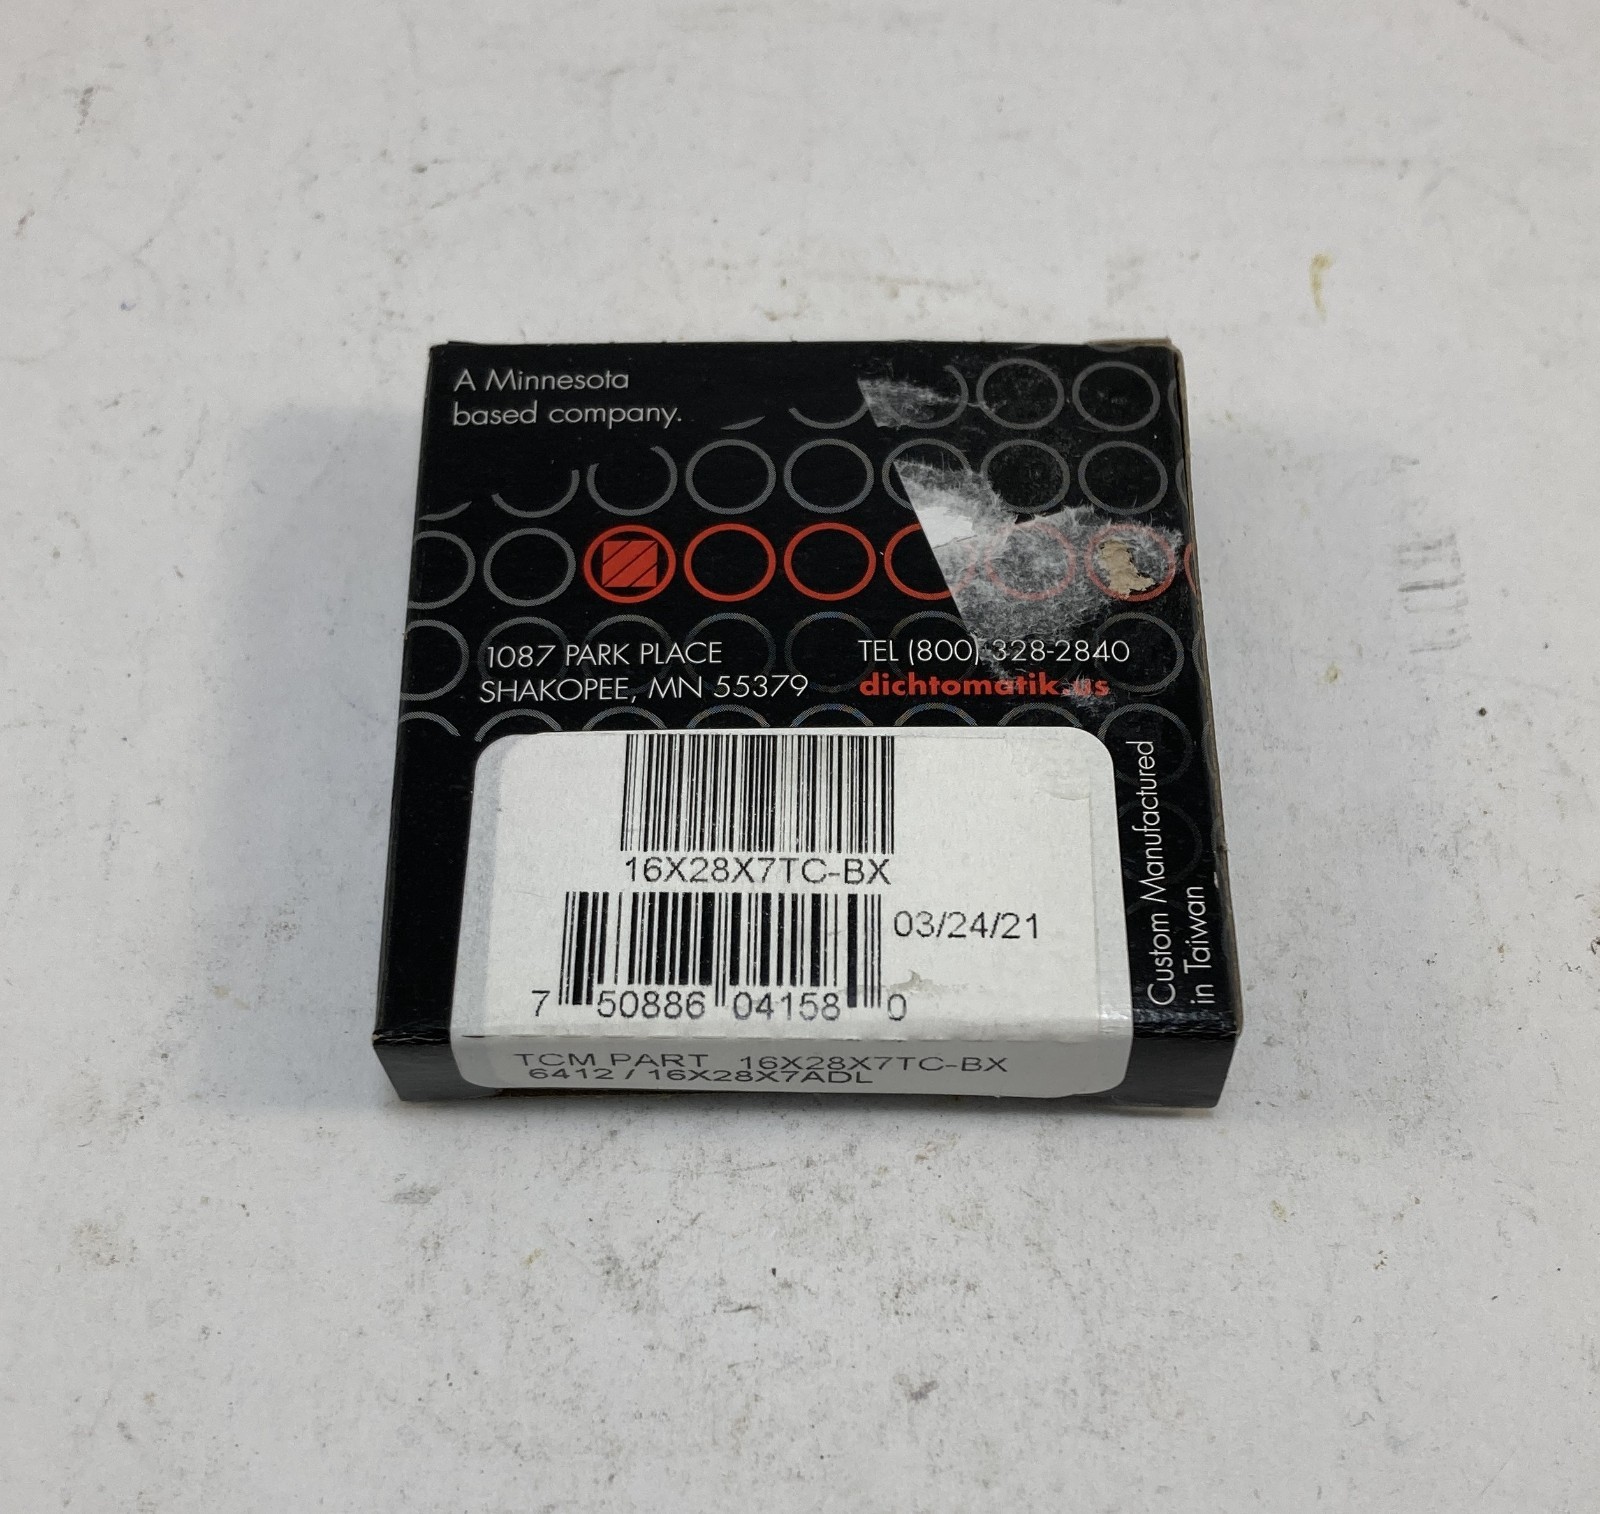 A Minnesota
based company.
1087 PARK PLACE
SHAKOPEE, MN 55379
TEL (800) 328-2840
dichtomatik.us
Custom Manufactured
in Taiwan
16X28X7TC-BX
03/24/21
7 50886 04158 0
TCM PART 16X28X7TC-BX
6412 / 16X28X7ADL